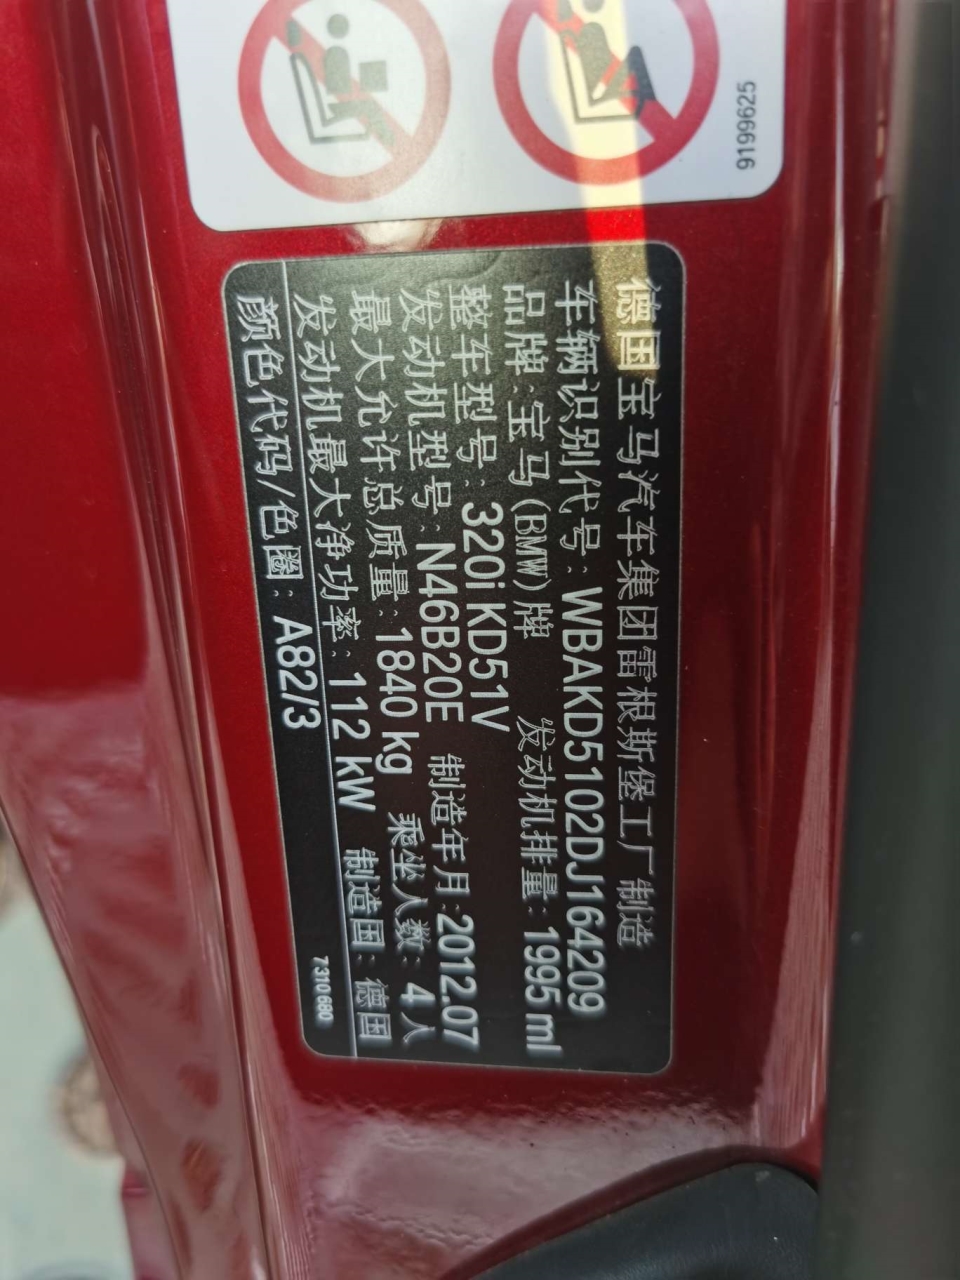 9199625
德国宝马汽车集团雷根斯堡工厂制造
车辆识别代号: WBAKD5102DJ164209
品牌:宝马(BMW)牌 发动机排量: 1995 ml
整车型号: 320i KD51V
发动机型号: N46B20E 制造年月:2012.07
最大允许总质量: 1840 kg 乘坐人数: 4人
发动机最大净功率: 112 kW 制造国: 德国
颜色代码/色圈: A82/3
7310 680